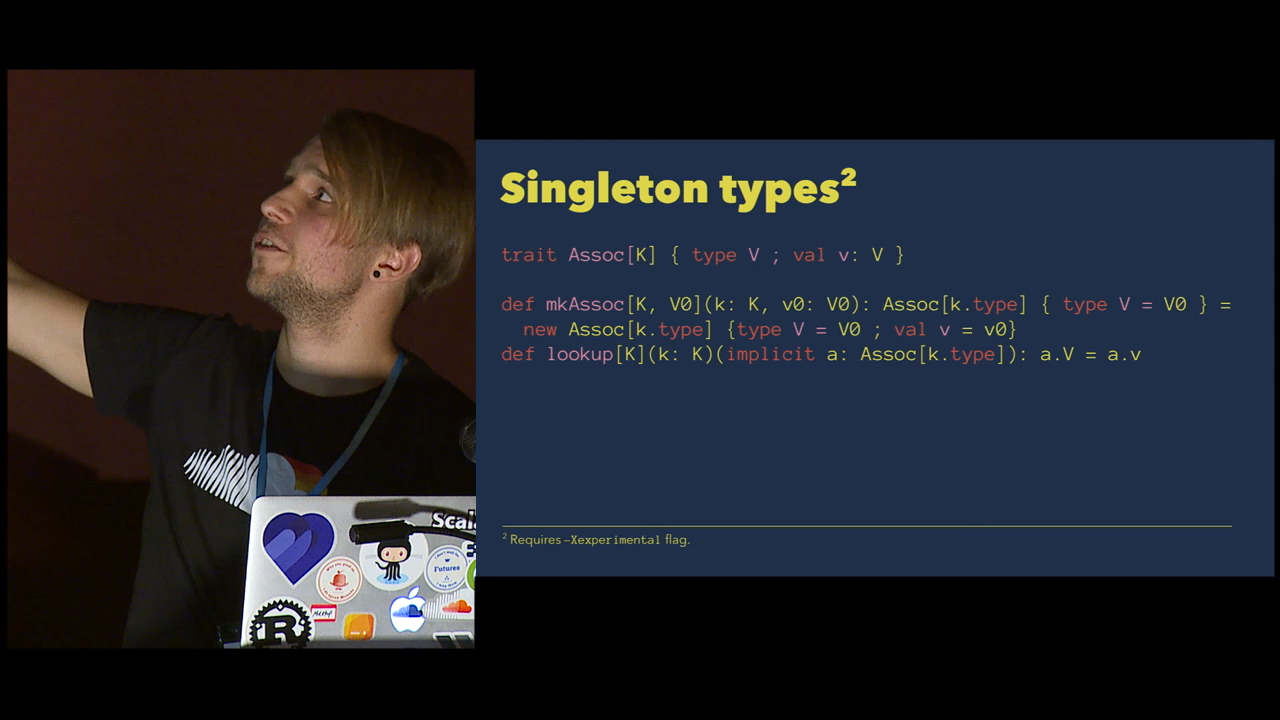 Singleton types²
trait Assoc[K] { type V ; val v: V }
def mkAssoc[K, V0](k: K, v0: V0): Assoc[k.type] { type V = V0 } =
new Assoc[k.type] {type V = V0 ; val v = v0}
def lookup[K](k: K)(implicit a: Assoc[k.type]): a.V = a.v
² Requires -Xexperimental flag.
Scal
Futures
R